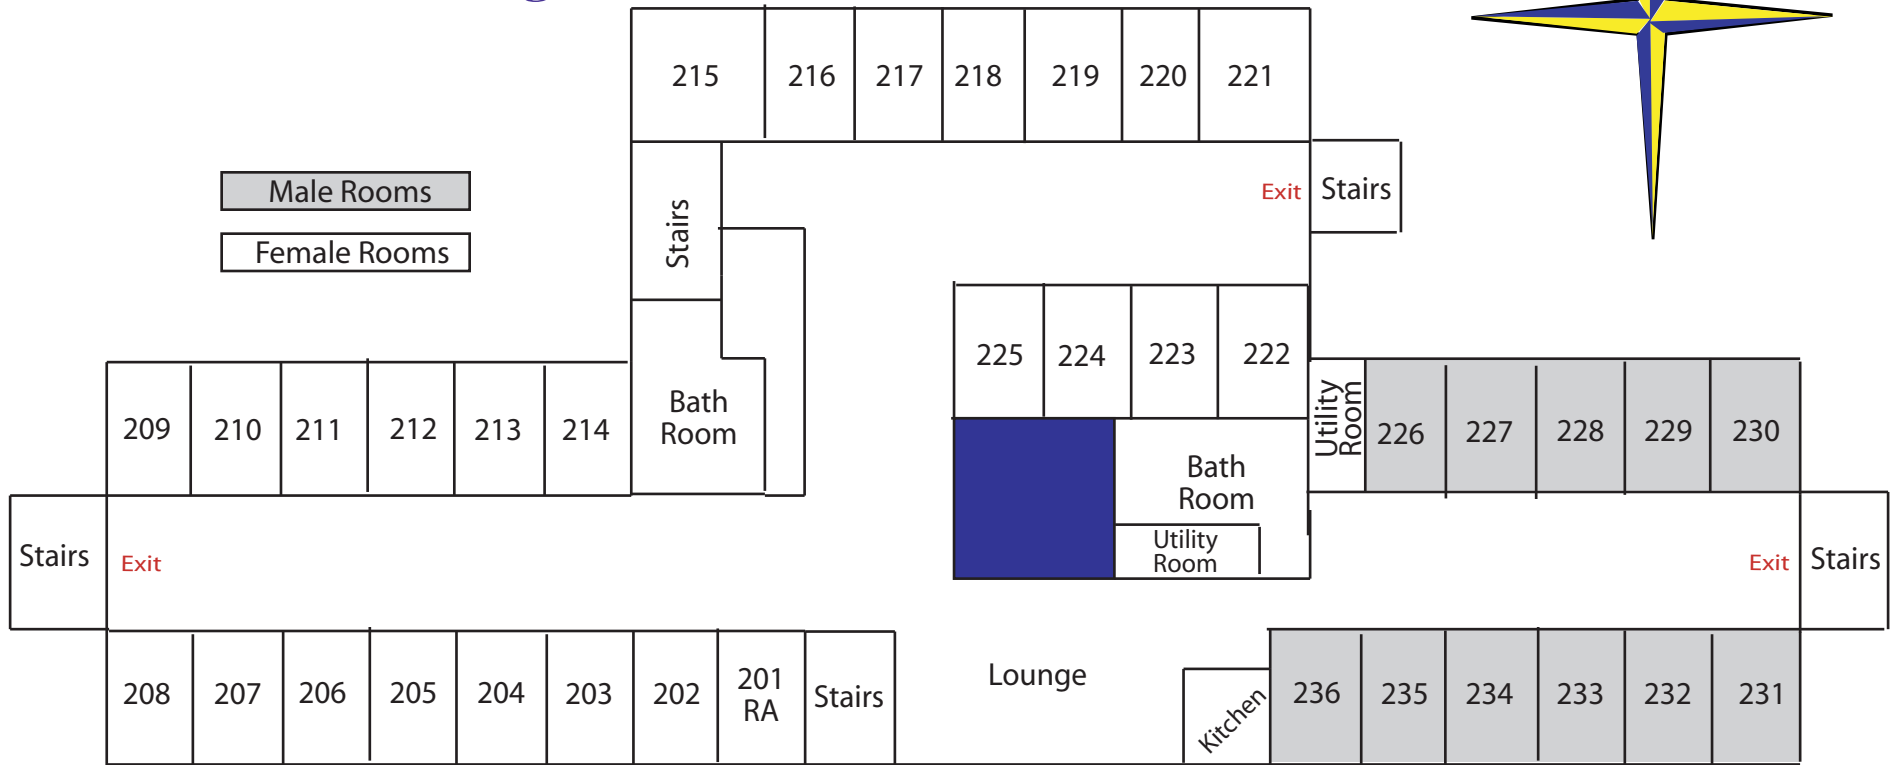 215
216
217
218
219
220
221
Male Rooms
Female Rooms
Stairs
Exit
Stairs
225
224
223
222
209
210
211
212
213
214
Bath
Room
Utility
Room
226
227
228
229
230
Bath
Room
Utility
Room
Stairs
Exit
Exit
Stairs
208
207
206
205
204
203
202
201
RA
Stairs
Lounge
Kitchen
236
235
234
233
232
231